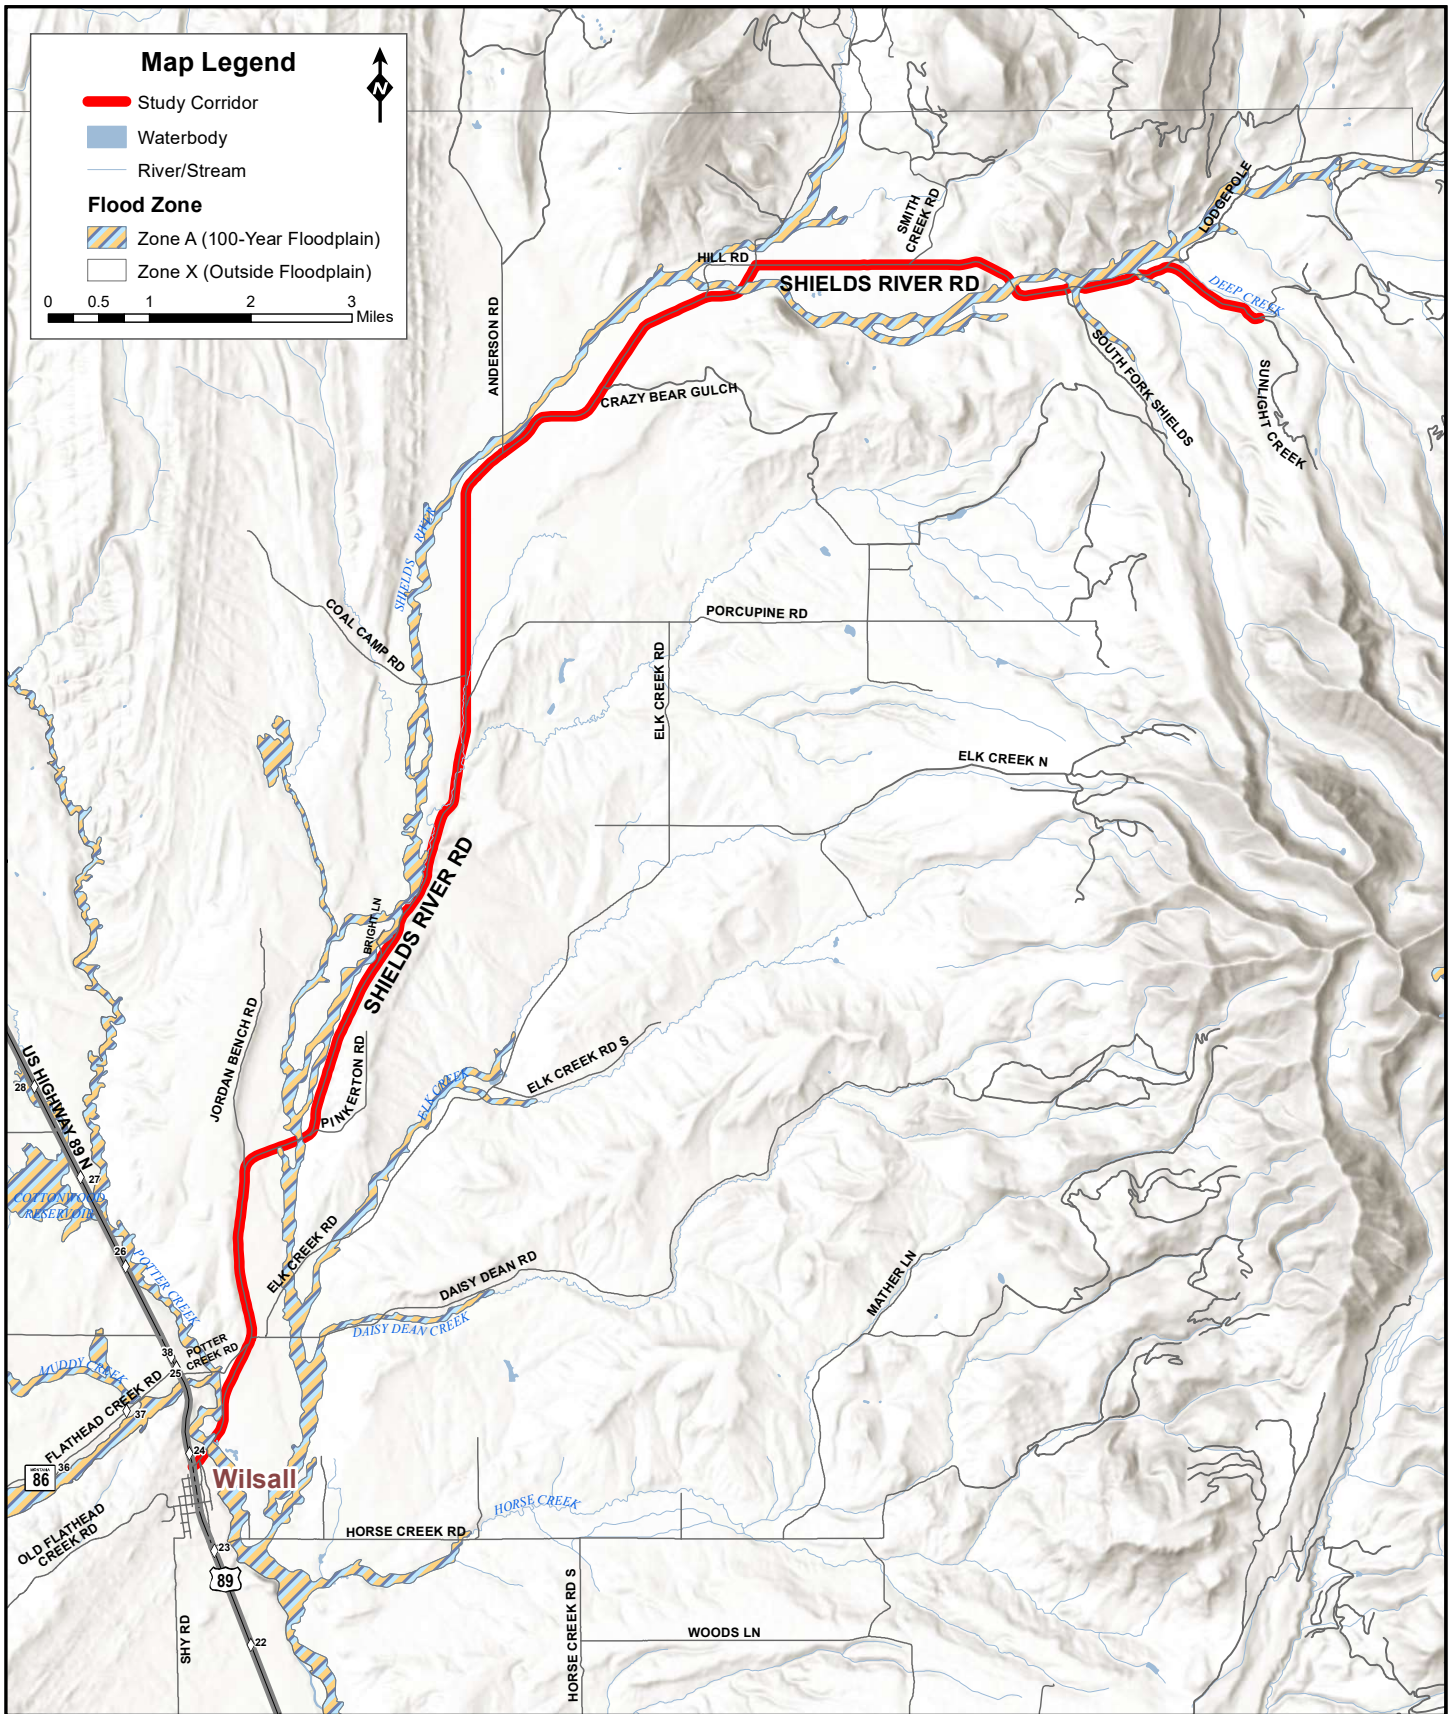 Map Legend
N
Study Corridor
Waterbody
River/Stream
Flood Zone
Zone A (100-Year Floodplain)
Zone X (Outside Floodplain)
0 0.5 1 2 3
Miles
LODGEPOLE
SMITH
CREEK RD
HILL RD
SHIELDS RIVER RD
DEEP CREEK
ANDERSON RD
SOUTH FORK SHIELDS
SUNLIGHT CREEK
CRAZY BEAR GULCH
SHIELDS RIVER
COAL CAMP RD
PORCUPINE RD
ELK CREEK RD
ELK CREEK N
SHIELDS RIVER RD
BRIGHT LN
JORDAN BENCH RD
PINKERTON RD
ELK CREEK RD S
ELK CREEK
US HIGHWAY 89 N
28
27
COTTONWOOD
RESERVOIR
26
POTTER CREEK
ELK CREEK RD
DAISY DEAN RD
DAISY DEAN CREEK
MATHER LN
38
POTTER
CREEK RD
25
MUDDY CREEK
FLATHEAD CREEK RD
37
36
MONTANA
86
24
Wilsall
HORSE CREEK
OLD FLATHEAD
CREEK RD
HORSE CREEK RD
23
89
HORSE CREEK RD S
SHY RD
22
WOODS LN